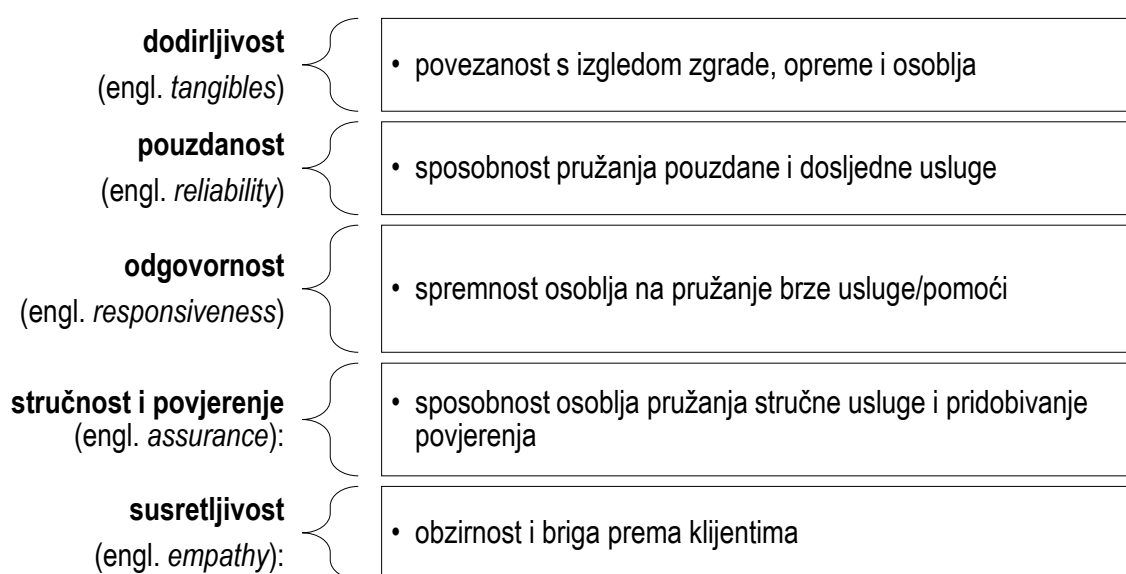 dodirljivost
(engl. tangibles)
• povezanost s izgledom zgrade, opreme i osoblja
pouzdanost
(engl. reliability)
• sposobnost pružanja pouzdane i dosljedne usluge
odgovornost
(engl. responsiveness)
• spremnost osoblja na pružanje brze usluge/pomoći
stručnost i povjerenje
(engl. assurance):
• sposobnost osoblja pružanja stručne usluge i pridobivanje
povjerenja
susretljivost
(engl. empathy):
• obzirnost i briga prema klijentima